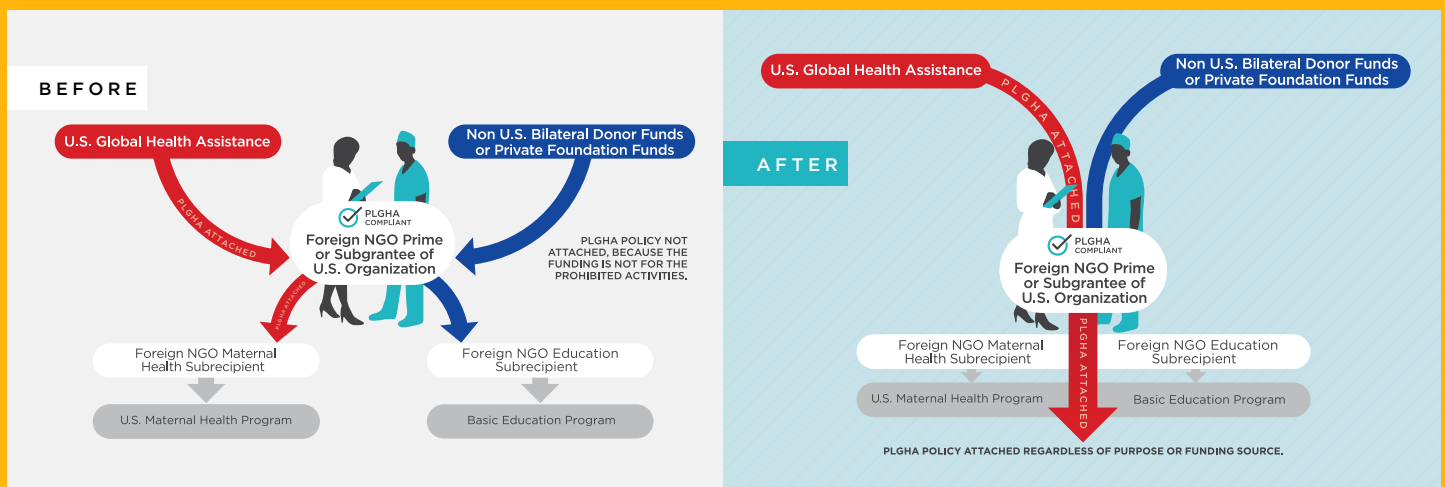 BEFORE
U.S. Global Health Assistance
Non U.S. Bilateral Donor Funds
or Private Foundation Funds
PLGHA ATTACHED
PLGHA
COMPLIANT
Foreign NGO Prime
or Subgrantee of
U.S. Organization
PLGHA POLICY NOT
ATTACHED, BECAUSE THE
FUNDING IS NOT FOR THE
PROHIBITED ACTIVITIES.
PLGHA ATTACHED
Foreign NGO Maternal
Health Subrecipient
Foreign NGO Education
Subrecipient
U.S. Maternal Health Program
Basic Education Program
AFTER
U.S. Global Health Assistance
Non U.S. Bilateral Donor Funds
or Private Foundation Funds
PLGHA ATTACHED
PLGHA
COMPLIANT
Foreign NGO Prime
or Subgrantee of
U.S. Organization
PLGHA ATTACHED
Foreign NGO Maternal
Health Subrecipient
Foreign NGO Education
Subrecipient
U.S. Maternal Health Program
Basic Education Program
PLGHA POLICY ATTACHED REGARDLESS OF PURPOSE OR FUNDING SOURCE.